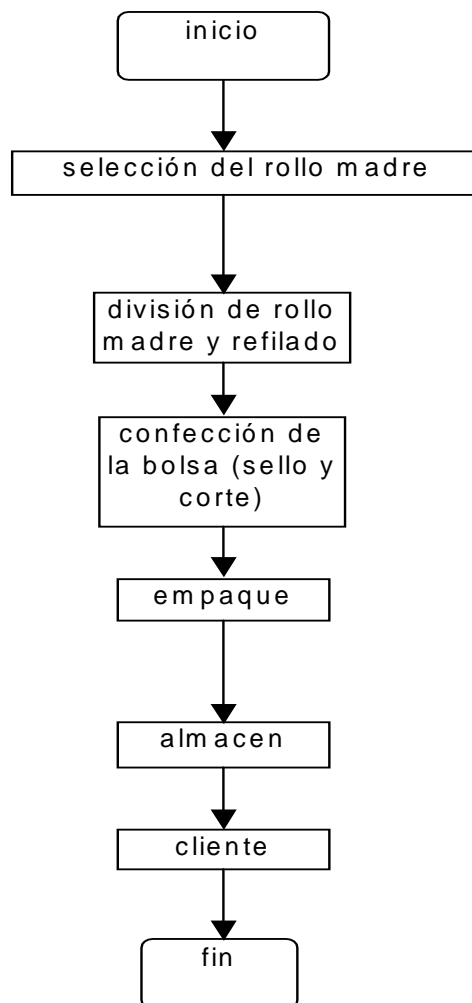 inicio
selección del rollo madre
división de rollo
madre y refilado
confección de
la bolsa (sello y
corte)
empaque
almacen
cliente
fin